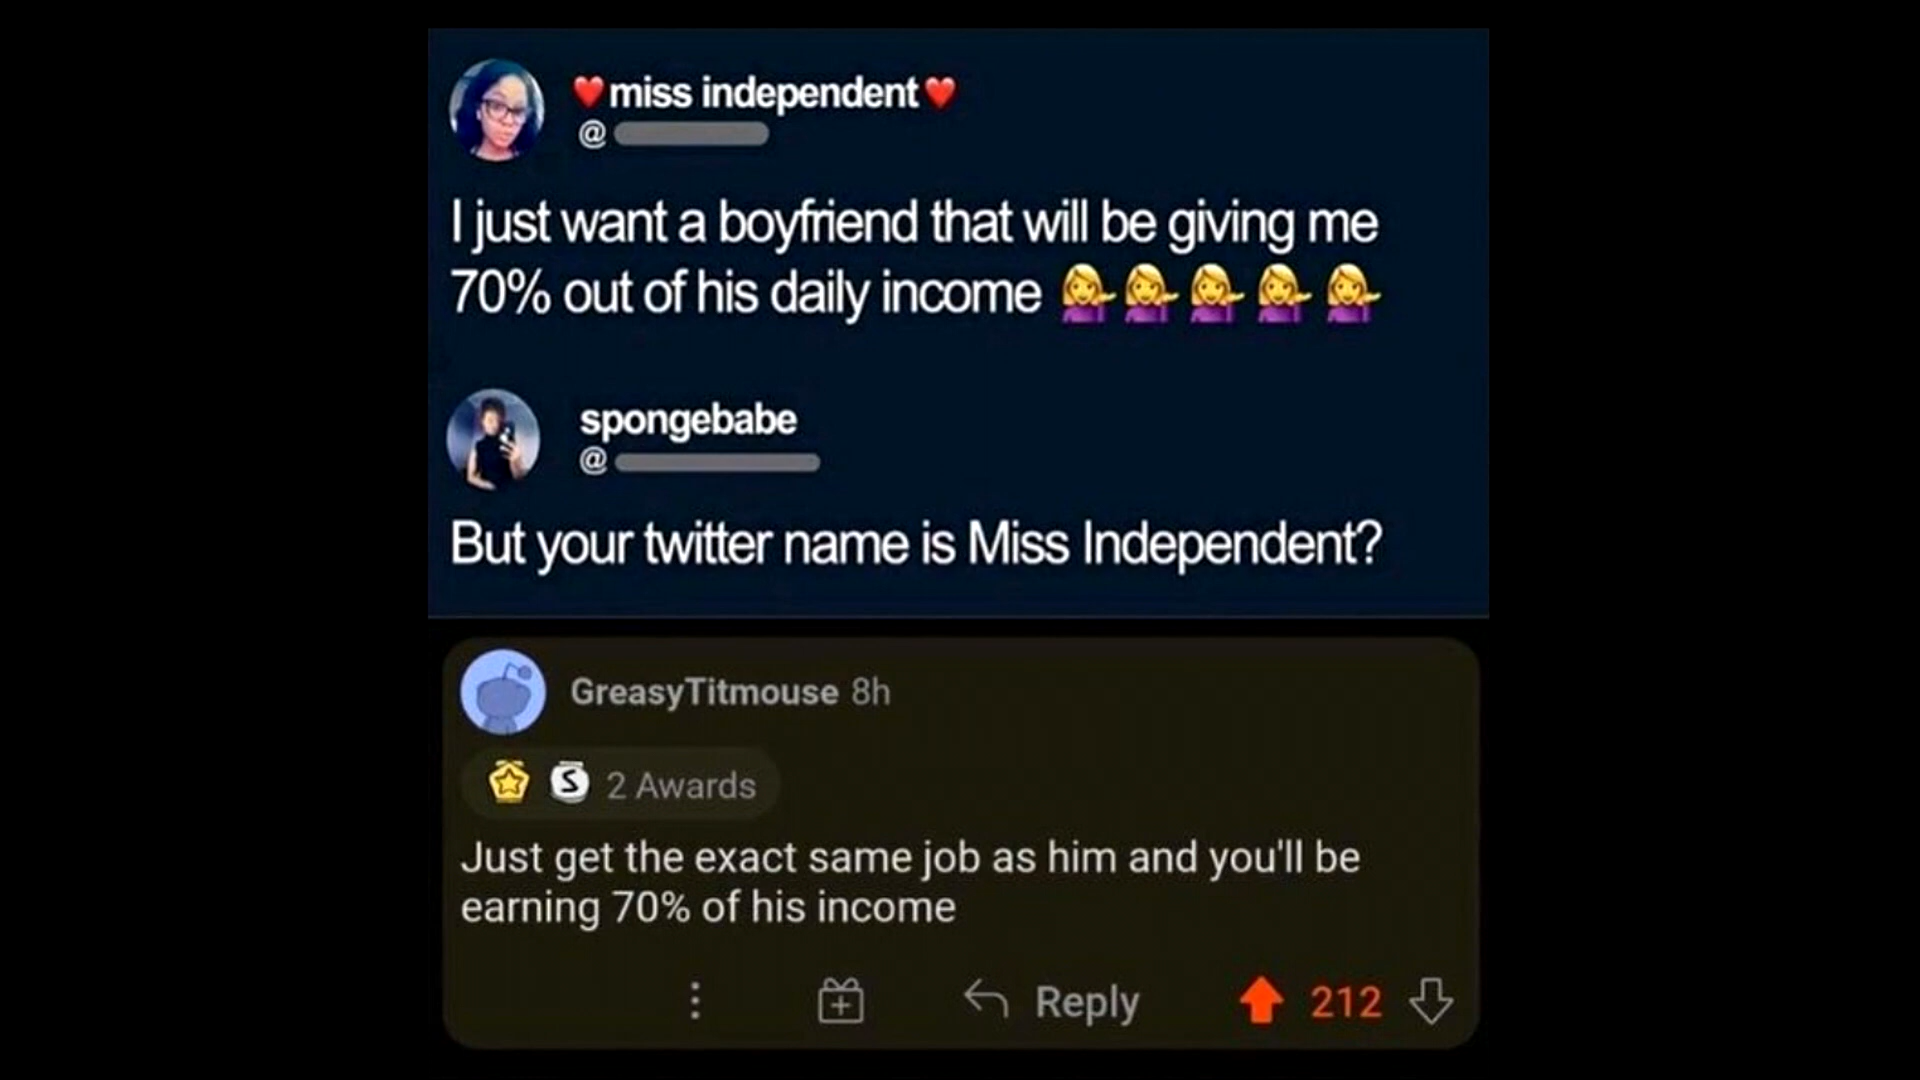 ❤️miss independent❤️
@
I just want a boyfriend that will be giving me
70% out of his daily income 💁‍♀️💁‍♀️💁‍♀️💁‍♀️💁‍♀️
spongebabe
@
But your twitter name is Miss Independent?
GreasyTitmouse 8h
S 2 Awards
Just get the exact same job as him and you'll be
earning 70% of his income
Reply 212